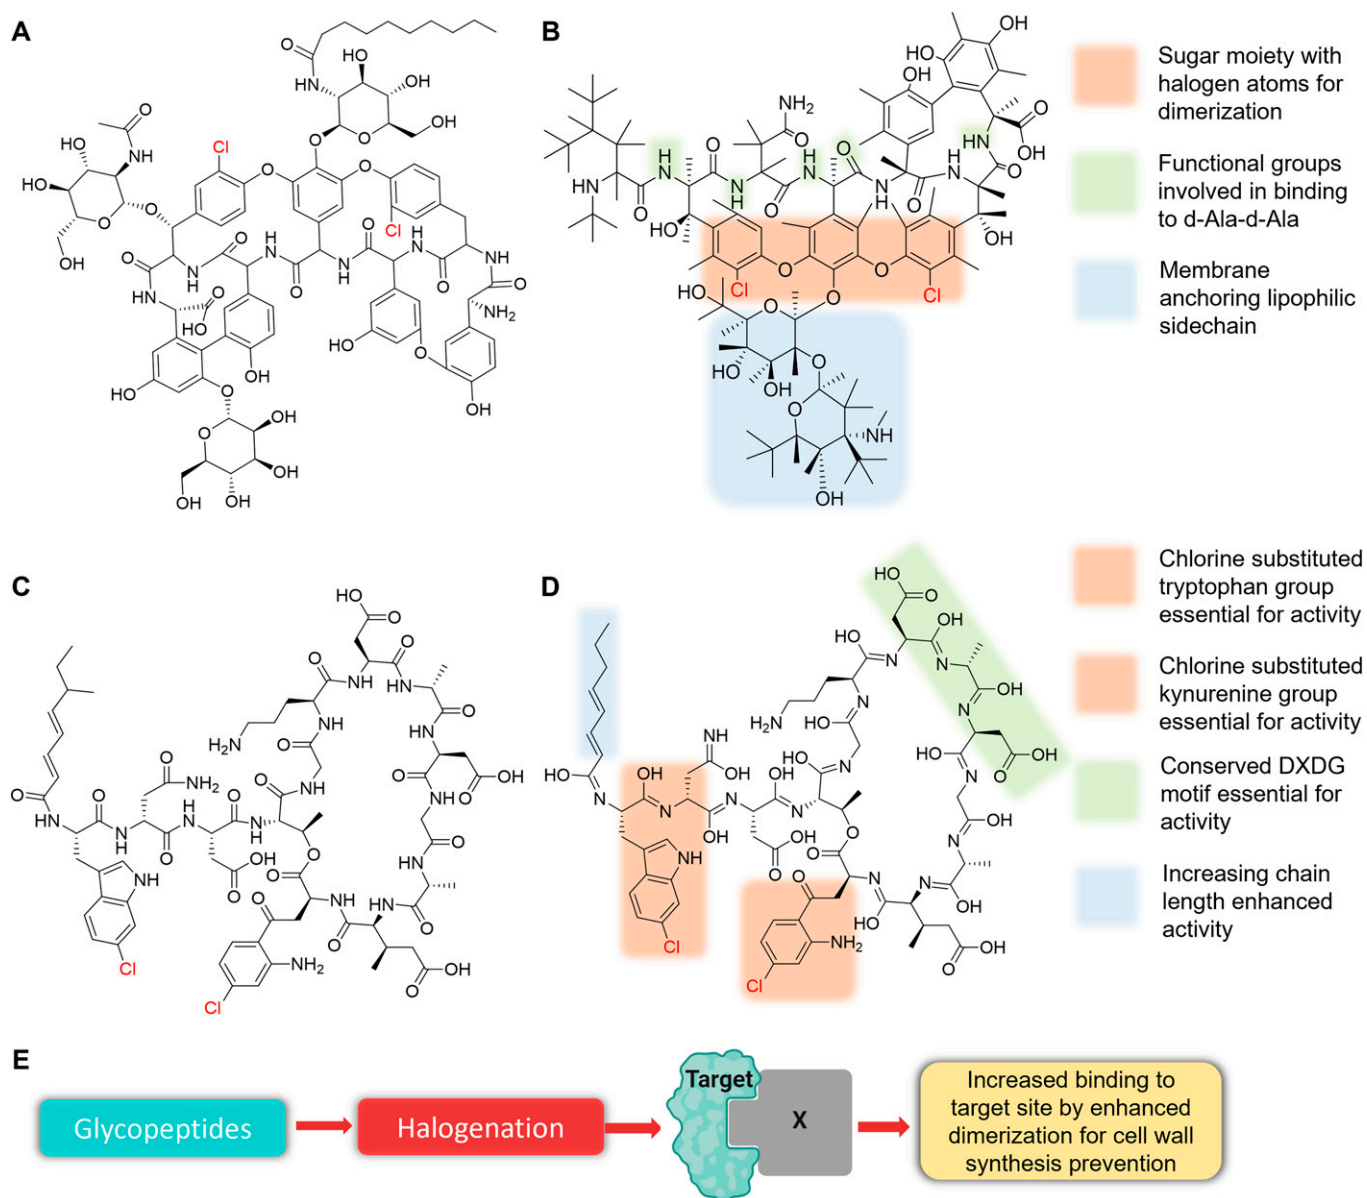 A
B
C
D
E
Sugar moiety with
halogen atoms for
dimerization
Functional groups
involved in binding
to d-Ala-d-Ala
Membrane
anchoring lipophilic
sidechain
Chlorine substituted
tryptophan group
essential for activity
Chlorine substituted
kynurenine group
essential for activity
Conserved DXDG
motif essential for
activity
Increasing chain
length enhanced
activity
Glycopeptides
Halogenation
Target
X
Increased binding to
target site by enhanced
dimerization for cell wall
synthesis prevention